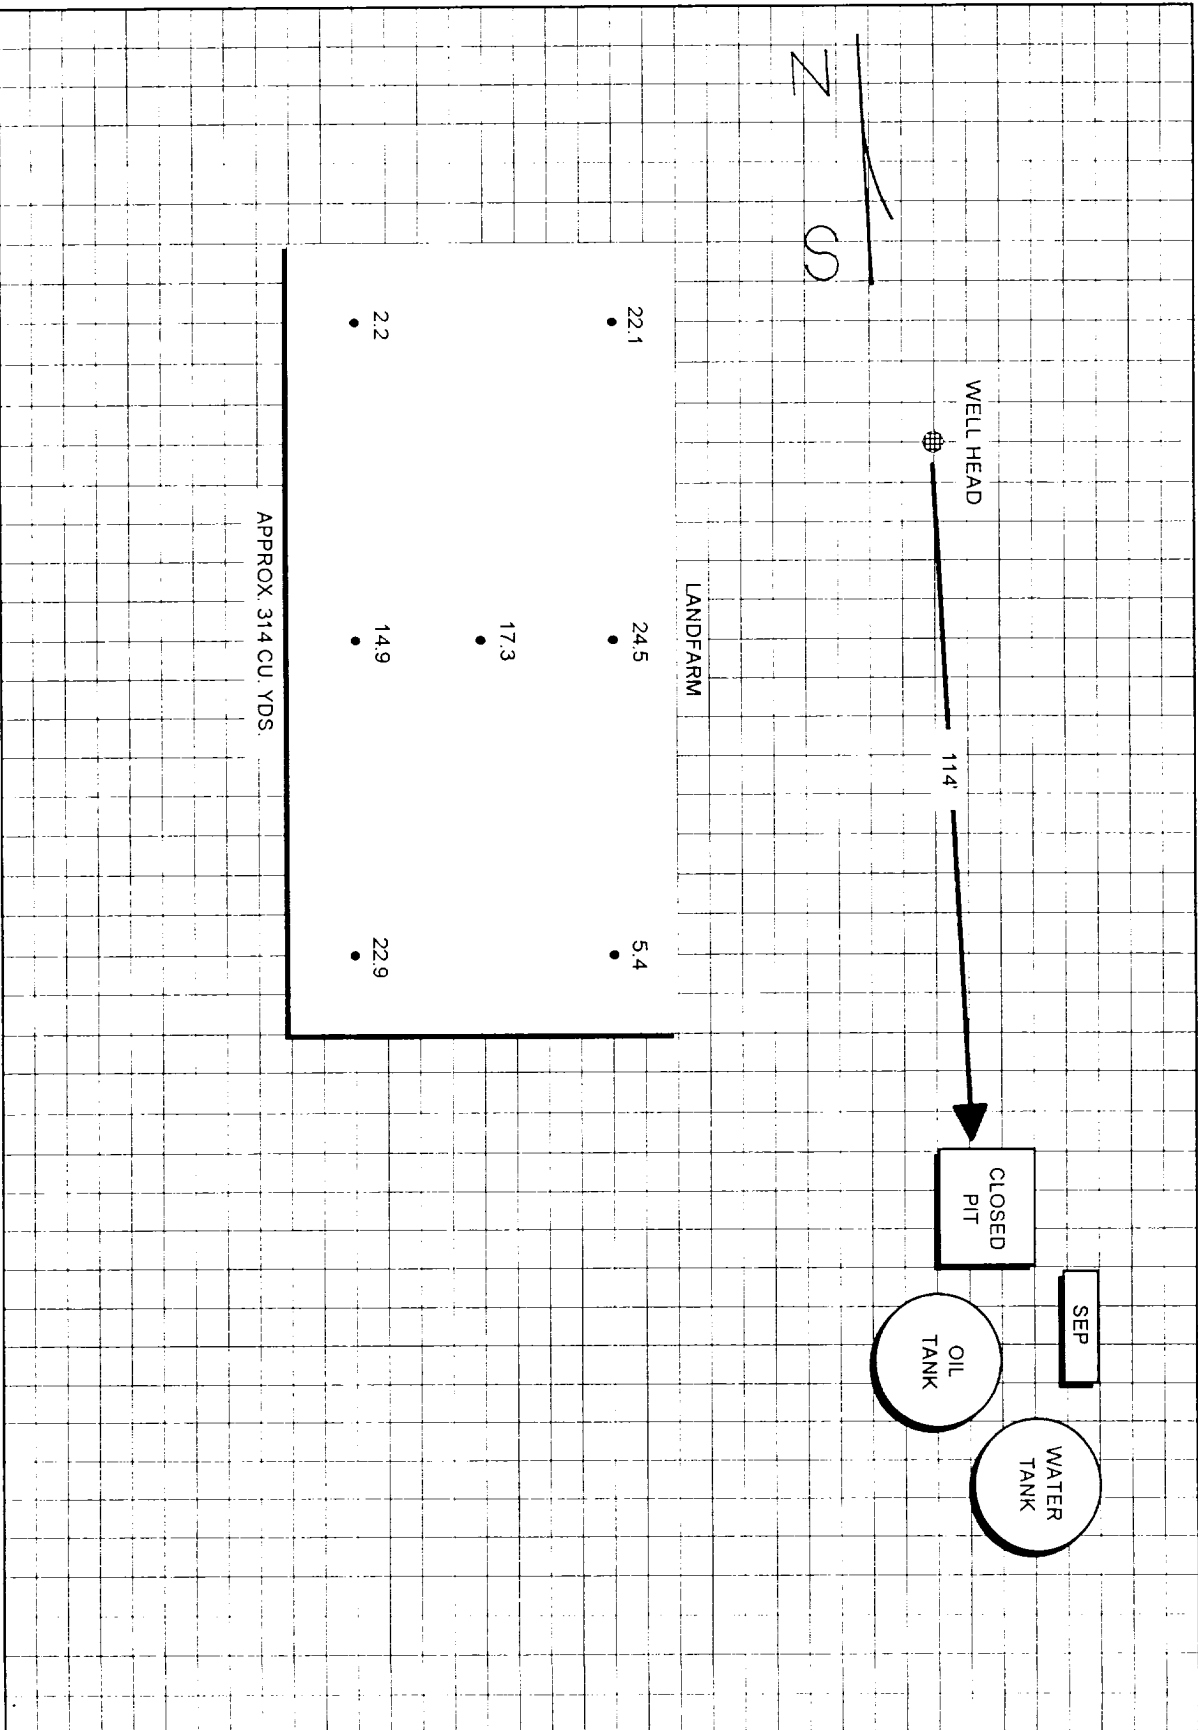 N
S
WELL HEAD
114'
CLOSED
PIT
SEP
OIL
TANK
WATER
TANK
LANDFARM
22.1
24.5
5.4
17.3
2.2
14.9
22.9
APPROX. 314 CU. YDS.